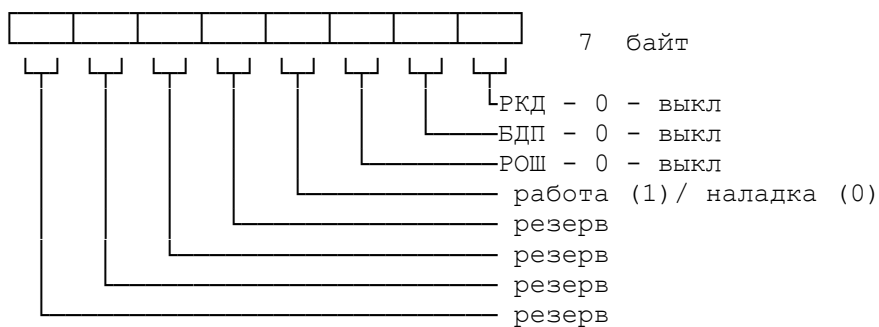 7 байт
РКД - 0 - выкл
БДП - 0 - выкл
РОШ - 0 - выкл
работа (1)/ наладка (0)
резерв
резерв
резерв
резерв